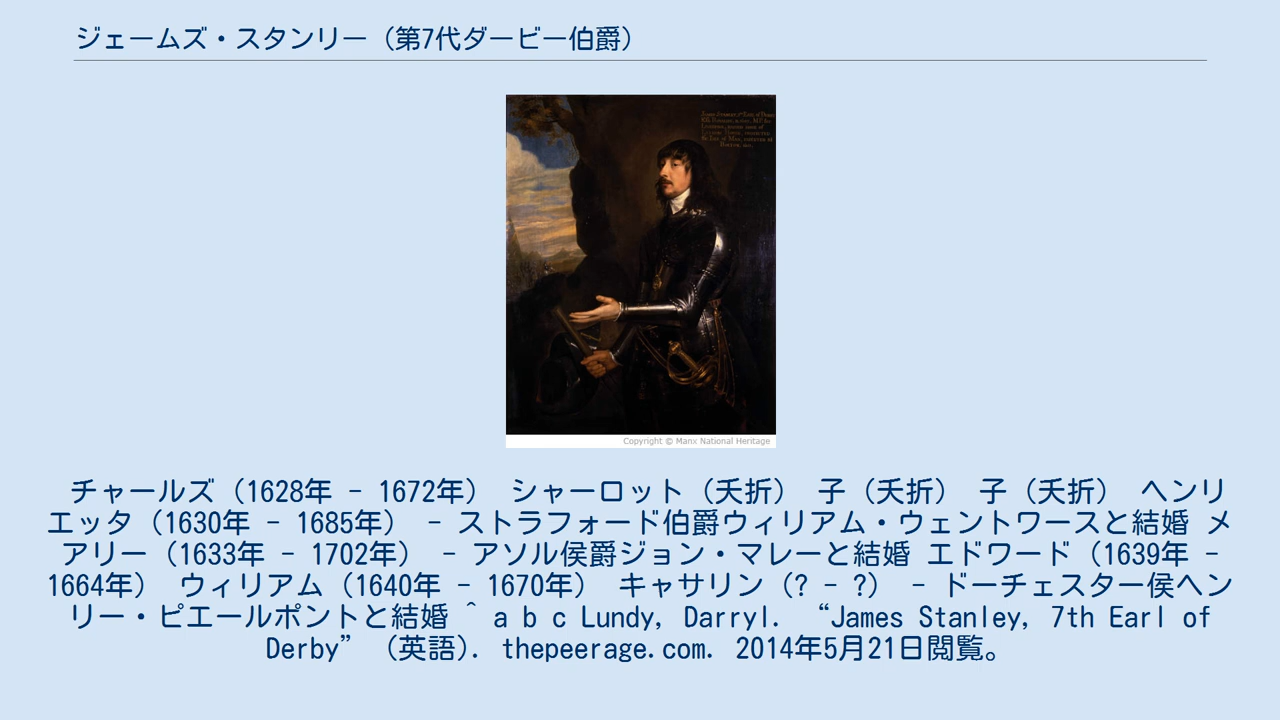 ジェームズ・スタンリー（第7代ダービー伯爵）
Copyright © Manx National Heritage
チャールズ（1628年 - 1672年） シャーロット（夭折） 子（夭折） 子（夭折） ヘンリ
エッタ（1630年 - 1685年） - ストラフォード伯爵ウィリアム・ウェントワースと結婚 メ
アリー（1633年 - 1702年） - アソル侯爵ジョン・マレーと結婚 エドワード（1639年 -
1664年） ウィリアム（1640年 - 1670年） キャサリン（? - ?） - ドーチェスター侯ヘン
リー・ピエールポントと結婚 ^ a b c Lundy, Darryl. “James Stanley, 7th Earl of
Derby” （英語). thepeerage.com. 2014年5月21日閲覧。